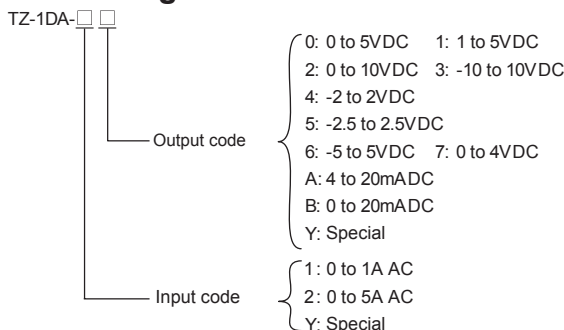 TZ-1DA-□ □
0: 0 to 5VDC 1: 1 to 5VDC
2: 0 to 10VDC 3: -10 to 10VDC
4: -2 to 2VDC
5: -2.5 to 2.5VDC
Output code
6: -5 to 5VDC 7: 0 to 4VDC
A: 4 to 20mADC
B: 0 to 20mADC
Y: Special
1: 0 to 1A AC
Input code
2: 0 to 5A AC
Y: Special